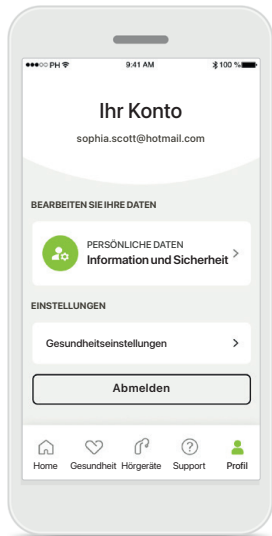 ●●●○○ PH 9:41 AM 100 %
Ihr Konto
sophia.scott@hotmail.com
BEARBEITEN SIE IHRE DATEN
PERSÖNLICHE DATEN
Information und Sicherheit
EINSTELLUNGEN
Gesundheitseinstellungen
Abmelden
Home Gesundheit Hörgeräte Support Profil